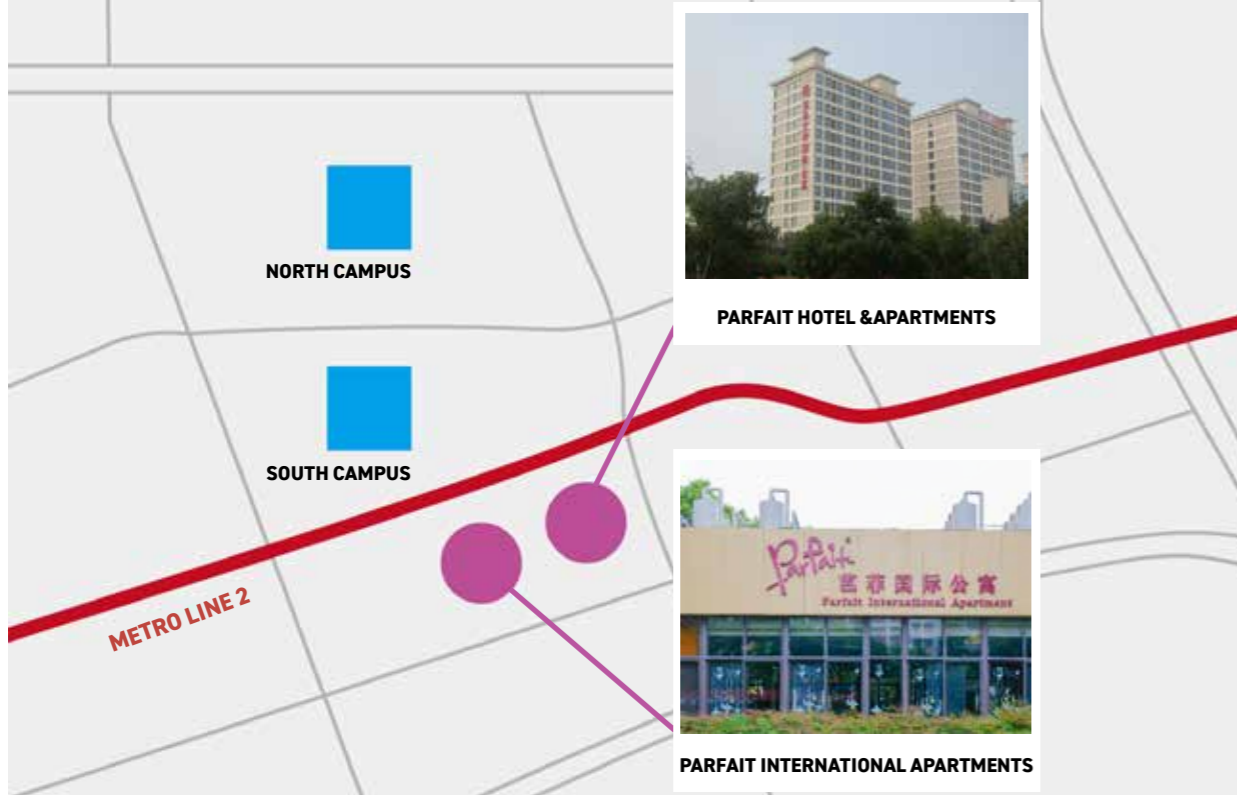 NORTH CAMPUS
PARFAIT HOTEL &APARTMENTS
SOUTH CAMPUS
METRO LINE 2
Parfait
芭菲国际公寓
Parfait International Apartment
PARFAIT INTERNATIONAL APARTMENTS